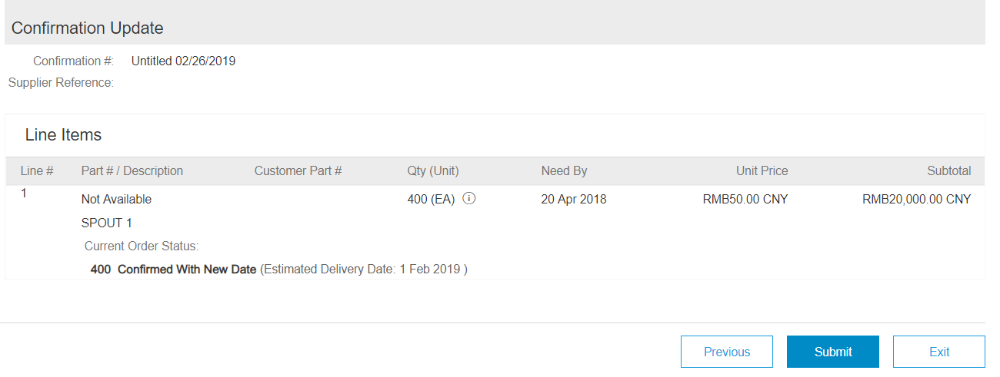 Confirmation Update
Confirmation #: Untitled 02/26/2019
Supplier Reference:
Line Items
Line # Part # / Description Customer Part # Qty (Unit) Need By Unit Price Subtotal
1 Not Available 400 (EA) 20 Apr 2018 RMB50.00 CNY RMB20,000.00 CNY
SPOUT 1
Current Order Status:
400 Confirmed With New Date (Estimated Delivery Date: 1 Feb 2019 )
Previous Submit Exit